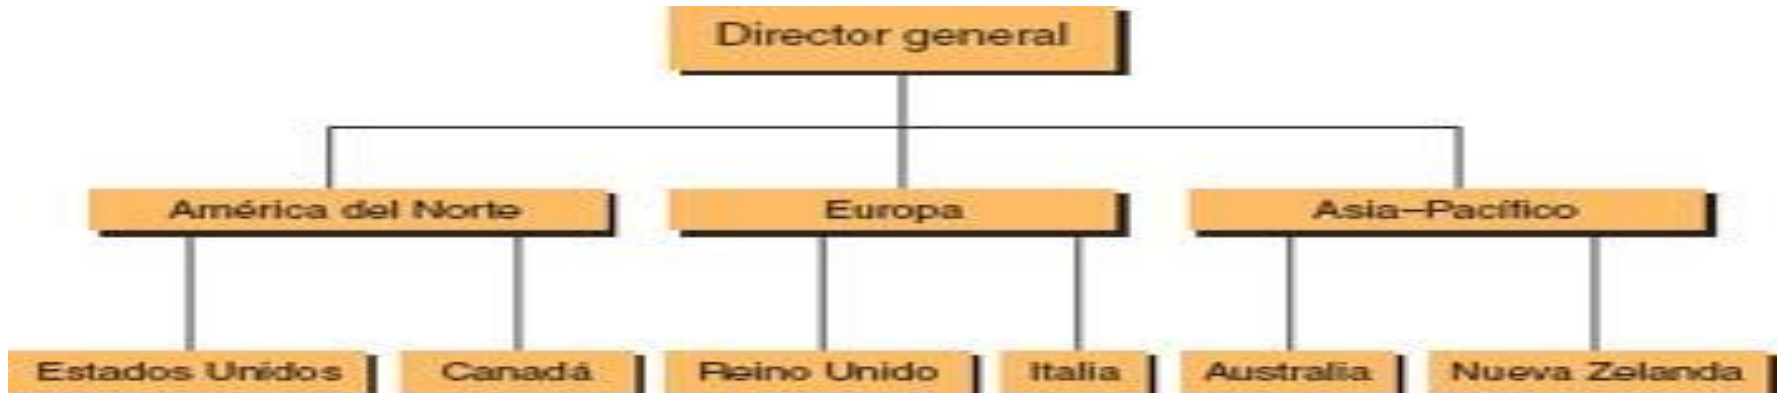 Director general
América del Norte
Europa
Asia–Pacífico
Estados Unidos
Canadá
Reino Unido
Italia
Australia
Nueva Zelanda